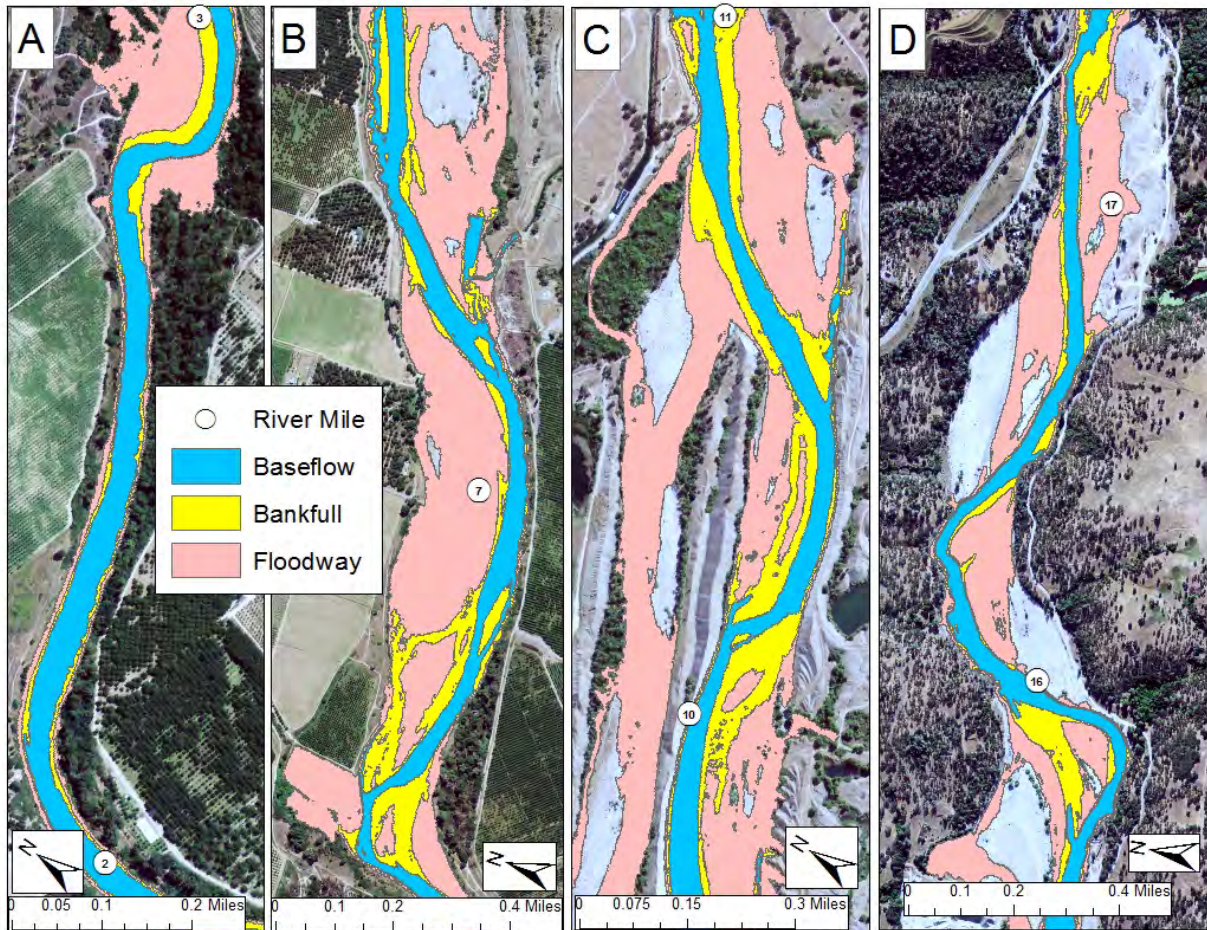 A
B
C
D
3
11
17
7
16
10
2
River Mile
Baseflow
Bankfull
Floodway
N
N
N
N
0 0.05 0.1 0.2 Miles
0 0.1 0.2 0.4 Miles
0 0.075 0.15 0.3 Miles
0 0.1 0.2 0.4 Miles